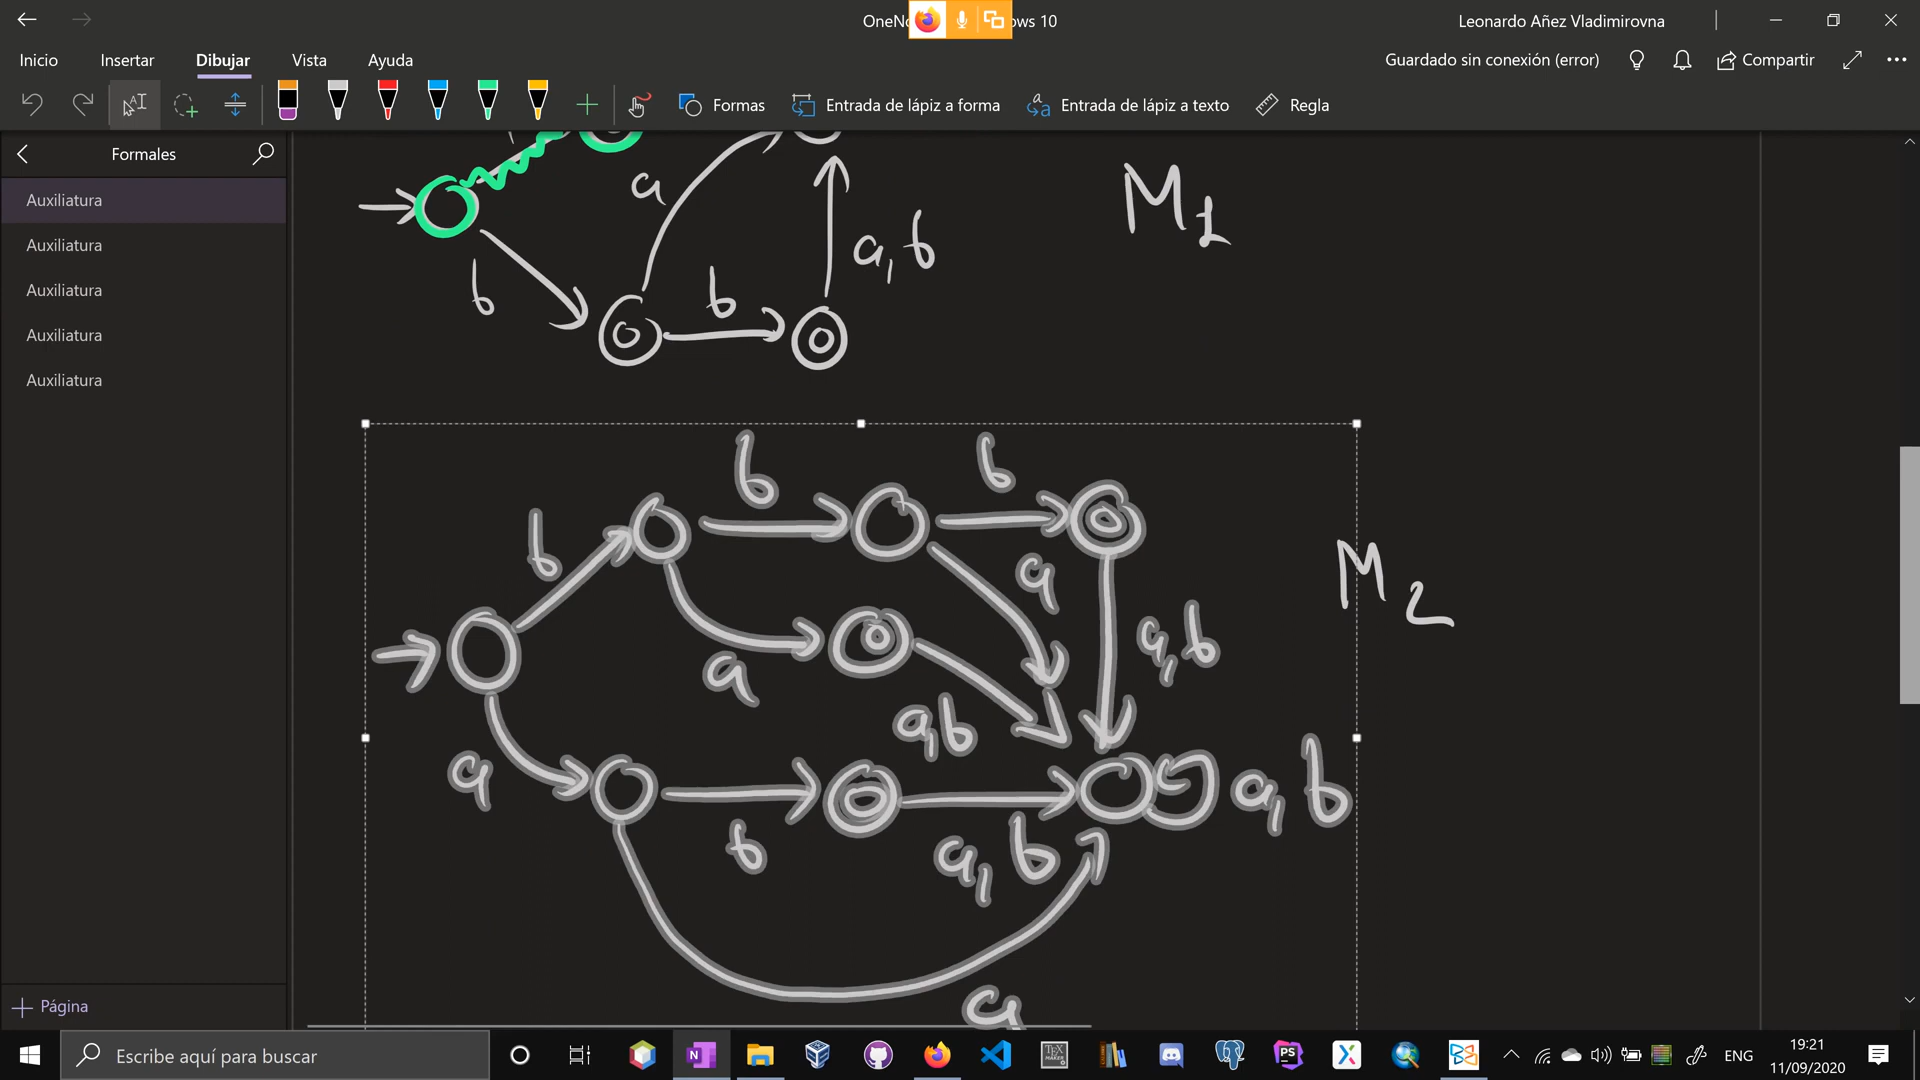 OneNo
ows 10
Leonardo Añez Vladimirovna
Inicio
Insertar
Dibujar
Vista
Ayuda
Guardado sin conexión (error)
Compartir
Formas
Entrada de lápiz a forma
Entrada de lápiz a texto
Regla
Formales
Auxiliatura
Auxiliatura
Auxiliatura
Auxiliatura
Auxiliatura
a
M1
a, b
b
b
b
b
b
a
M2
a, b
a
a, b
a
a, b
b
a, b
a
Página
Escribe aquí para buscar
ENG
19:21
11/09/2020